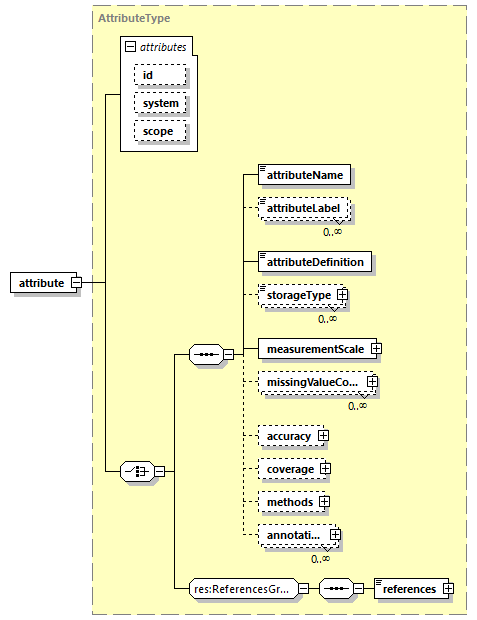 AttributeType
attributes
id
system
scope
attributeName
attributeLabel
0..∞
attributeDefinition
storageType
0..∞
attribute
measurementScale
missingValueCo...
0..∞
accuracy
coverage
methods
annotati...
0..∞
res:ReferencesGr...
references